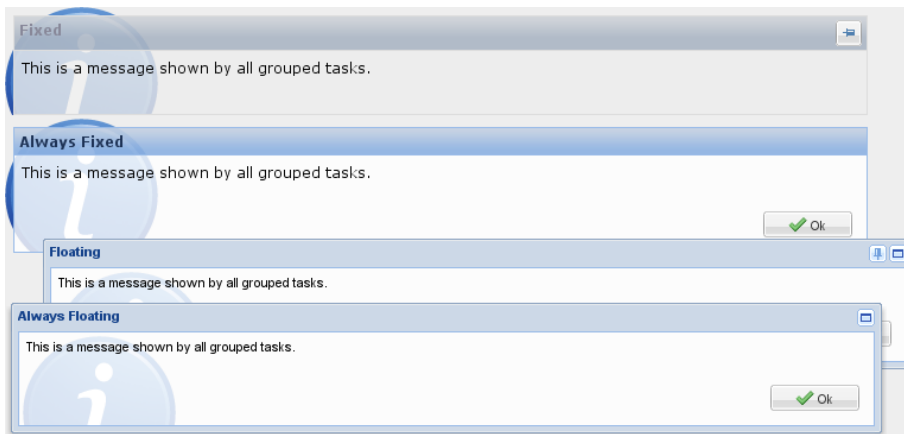 Fixed
This is a message shown by all grouped tasks.
Always Fixed
This is a message shown by all grouped tasks.
Ok
Floating
This is a message shown by all grouped tasks.
Always Floating
This is a message shown by all grouped tasks.
Ok